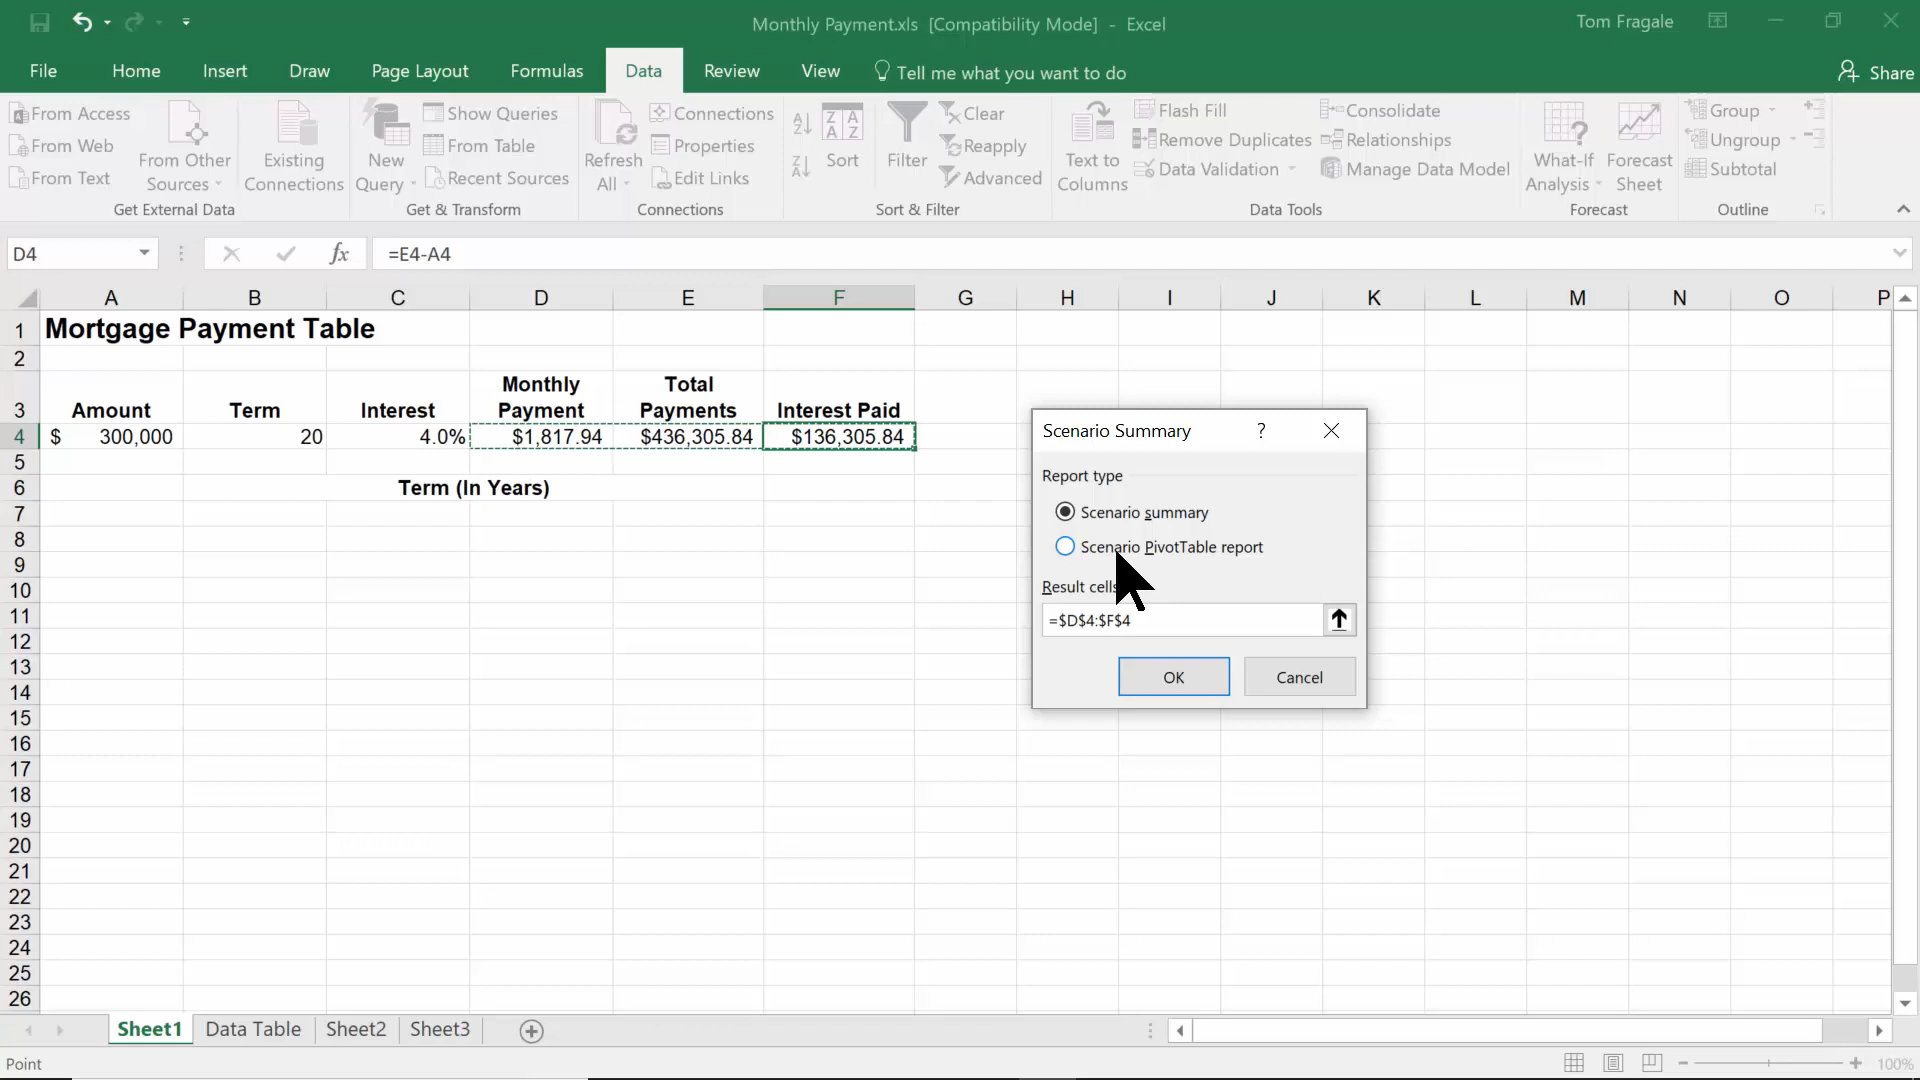 Monthly Payment.xls [Compatibility Mode] - Excel
Tom Fragale
File Home Insert Draw Page Layout Formulas Data Review View Tell me what you want to do Share
From Access
From Web
From Text
From Other Sources
Existing Connections
Get External Data
New Query
Show Queries
From Table
Recent Sources
Get & Transform
Refresh All
Connections
Properties
Edit Links
Connections
Sort
Filter
Clear
Reapply
Advanced
Sort & Filter
Text to Columns
Flash Fill
Remove Duplicates
Data Validation
Consolidate
Relationships
Manage Data Model
Data Tools
What-If Analysis
Forecast Sheet
Forecast
Group
Ungroup
Subtotal
Outline
D4 fx =E4-A4
A B C D E F G H I J K L M N O P
1 Mortgage Payment Table
2
3 Amount Term Interest Monthly Payment Total Payments Interest Paid
4 $ 300,000 20 4.0% $1,817.94 $436,305.84 $136,305.84
5
6 Term (In Years)
7
8
9
10
11
12
13
14
15
16
17
18
19
20
21
22
23
24
25
26
Scenario Summary ?
Report type
Scenario summary
Scenario PivotTable report
Result cells
=$D$4:$F$4
OK Cancel
Sheet1 Data Table Sheet2 Sheet3
Point
100%